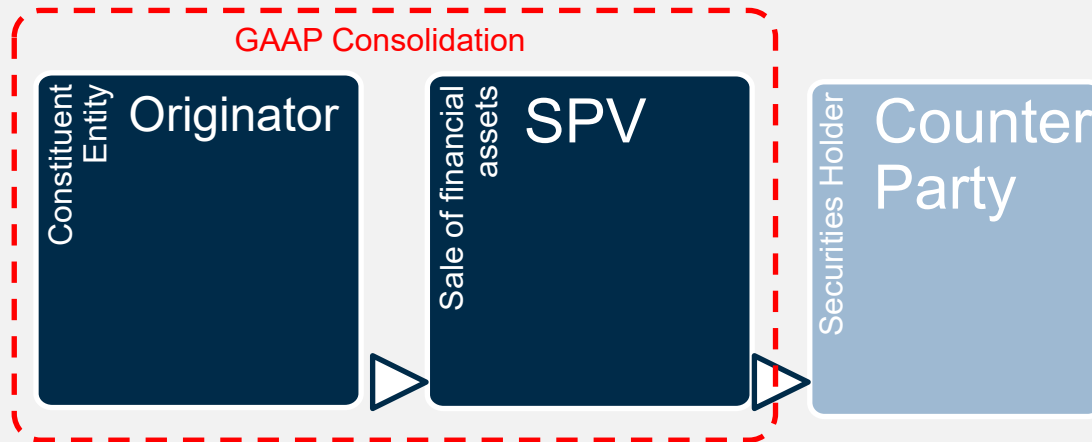 GAAP Consolidation
Constituent
Entity
Originator
Sale of financial
assets
SPV
Securities Holder
Counter
Party